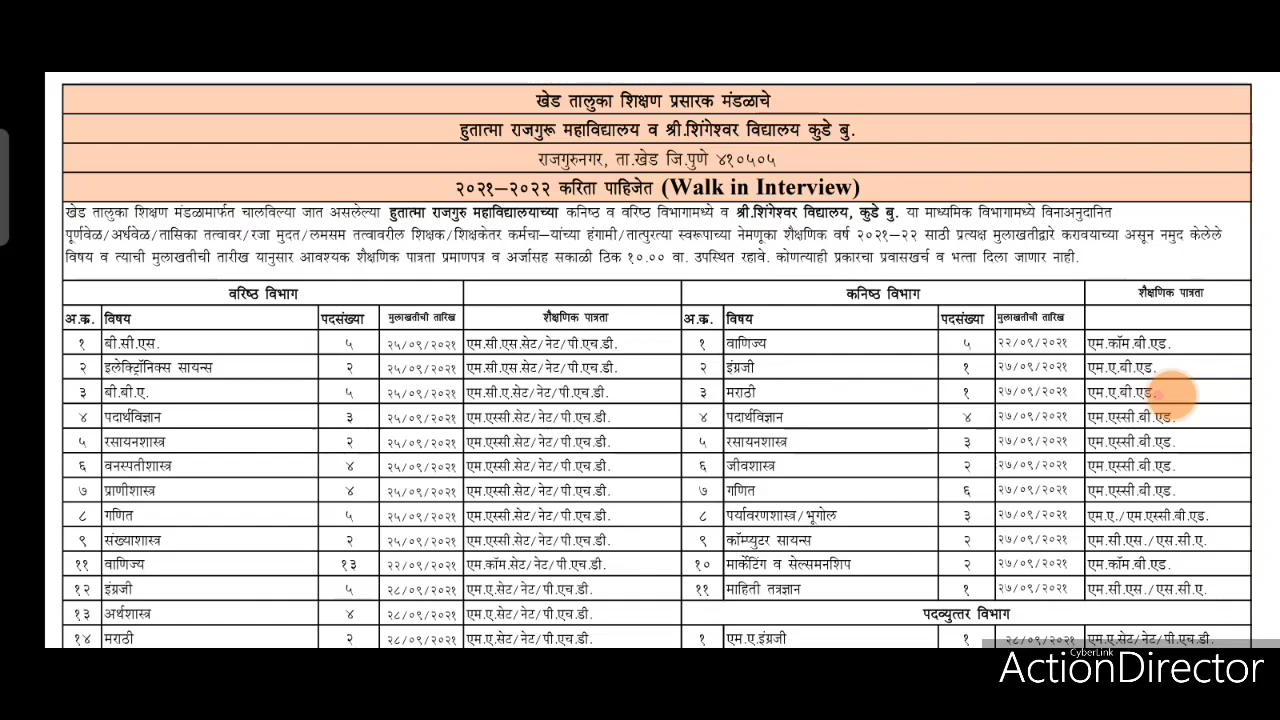 खेड तालुका शिक्षण प्रसारक मंडळाचे
हुतात्मा राजगुरू महाविद्यालय व श्री.शिंगेश्वर विद्यालय कुडे बु.
राजगुरुनगर, ता.खेड जि.पुणे ४१०५०५
२०२१–२०२२ करिता पाहिजेत (Walk in Interview)
खेड तालुका शिक्षण मंडळामार्फत चालविल्या जात असलेल्या हुतात्मा राजगुरु महाविद्यालयाच्या कनिष्ठ व वरिष्ठ विभागामध्ये व श्री.शिंगेश्वर विद्यालय, कुडे बु. या माध्यमिक विभागामध्ये विनाअनुदानित
पूर्णवेळ/अर्धवेळ/तासिका तत्वावर/रजा मुदत/लमसम तत्वावरील शिक्षक/शिक्षकेतर कर्मचा–यांच्या हंगामी/तात्पुरत्या स्वरूपाच्या नेमणूका शैक्षणिक वर्ष २०२१–२२ साठी प्रत्यक्ष मुलाखतीद्वारे करावयाच्या असून नमुद केलेले
विषय व त्याची मुलाखतीची तारीख यानुसार आवश्यक शैक्षणिक पात्रता प्रमाणपत्र व अर्जासह सकाळी ठिक १०.०० वा. उपस्थित रहावे. कोणत्याही प्रकारचा प्रवासखर्च व भत्ता दिला जाणार नाही.
वरिष्ठ विभाग कनिष्ठ विभाग शैक्षणिक पात्रता
अ.क्र. विषय पदसंख्या मुलाखतीची तारिख शैक्षणिक पात्रता अ.क्र. विषय पदसंख्या मुलाखतीची तारिख
१ बी.सी.एस. ५ २५/०९/२०२१ एम.सी.एस.सेट/नेट/पी.एच.डी. १ वाणिज्य ५ २२/०९/२०२१ एम.कॉम.बी.एड.
२ इलेक्ट्रॉनिक्स सायन्स २ २५/०९/२०२१ एम.सी.एस.सेट/नेट/पी.एच.डी. २ इंग्रजी १ २७/०९/२०२१ एम.ए.बी.एड.
३ बी.बी.ए. ५ २५/०९/२०२१ एम.सी.ए.सेट/नेट/पी.एच.डी. ३ मराठी १ २७/०९/२०२१ एम.ए.बी.एड.
४ पदार्थविज्ञान ३ २५/०९/२०२१ एम.एस्सी.सेट/नेट/पी.एच.डी. ४ पदार्थविज्ञान ४ २७/०९/२०२१ एम.एस्सी.बी.एड.
५ रसायनशास्त्र २ २५/०९/२०२१ एम.एस्सी.सेट/नेट/पी.एच.डी. ५ रसायनशास्त्र ३ २७/०९/२०२१ एम.एस्सी.बी.एड.
६ वनस्पतीशास्त्र ४ २५/०९/२०२१ एम.एस्सी.सेट/नेट/पी.एच.डी. ६ जीवशास्त्र २ २७/०९/२०२१ एम.एस्सी.बी.एड.
७ प्राणीशास्त्र ४ २५/०९/२०२१ एम.एस्सी.सेट/नेट/पी.एच.डी. ७ गणित ६ २७/०९/२०२१ एम.एस्सी.बी.एड.
८ गणित ५ २५/०९/२०२१ एम.एस्सी.सेट/नेट/पी.एच.डी. ८ पर्यावरणशास्त्र/भूगोल ३ २७/०९/२०२१ एम.ए./एम.एस्सी.बी.एड.
९ संख्याशास्त्र २ २५/०९/२०२१ एम.एस्सी.सेट/नेट/पी.एच.डी. ९ कॉम्प्युटर सायन्स २ २७/०९/२०२१ एम.सी.एस./एस.सी.ए.
११ वाणिज्य १३ २२/०९/२०२१ एम.कॉम.सेट/नेट/पी.एच.डी. १० मार्केटिंग व सेल्समनशिप २ २७/०९/२०२१ एम.कॉम.बी.एड.
१२ इंग्रजी ५ २८/०९/२०२१ एम.ए.सेट/नेट/पी.एच.डी. ११ माहिती तत्रज्ञान १ २७/०९/२०२१ एम.सी.एस./एस.सी.ए.
१३ अर्थशास्त्र ४ २८/०९/२०२१ एम.ए.सेट/नेट/पी.एच.डी. पदव्युत्तर विभाग
१४ मराठी २ २८/०९/२०२१ एम.ए.सेट/नेट/पी.एच.डी. १ एम.ए.इंग्रजी १ २८/०९/२०२१ एम.ए.सेट/नेट/पी.एच.डी.
CyberLink
ActionDirector